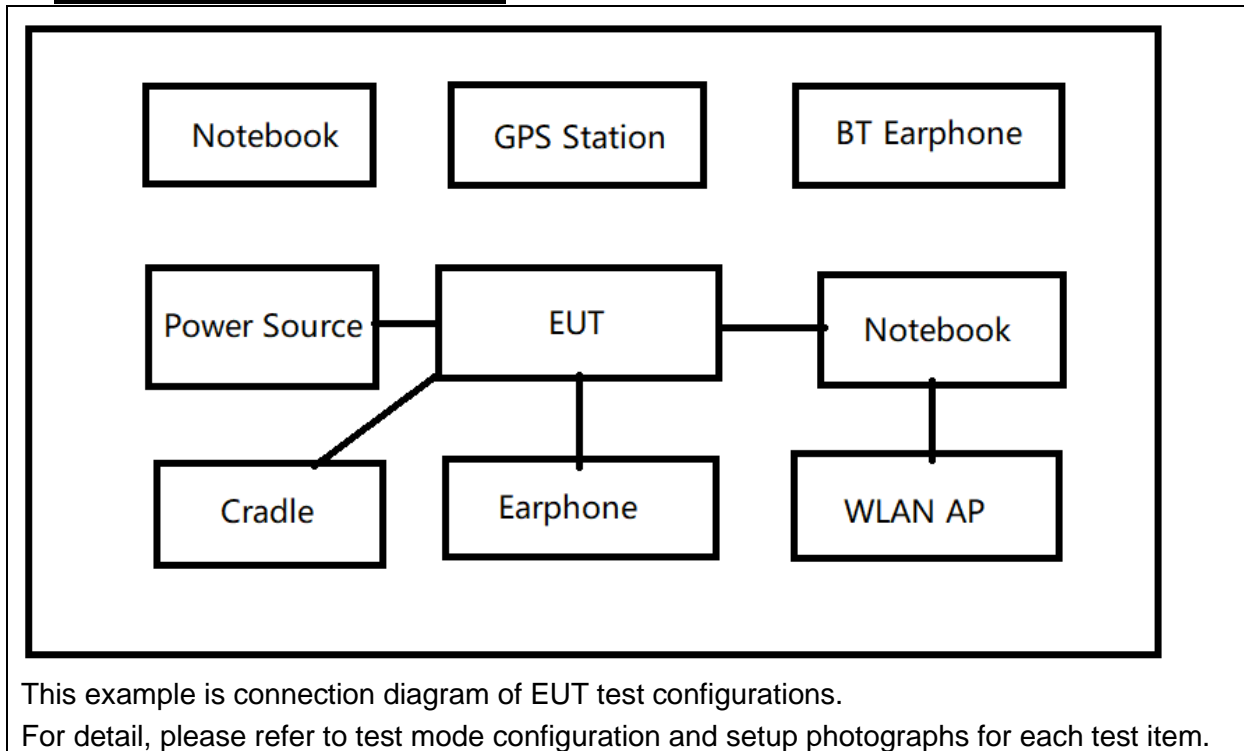 Notebook
GPS Station
BT Earphone
Power Source
EUT
Notebook
Cradle
Earphone
WLAN AP
This example is connection diagram of EUT test configurations.
For detail, please refer to test mode configuration and setup photographs for each test item.